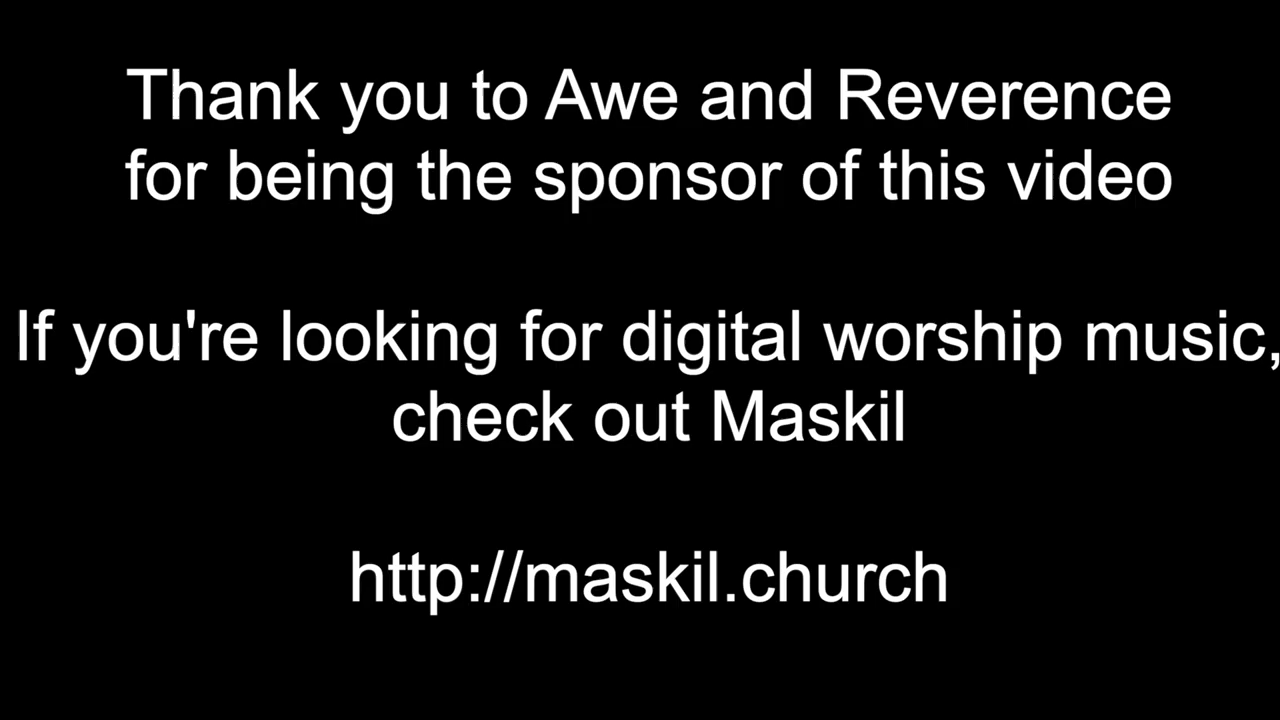 Thank you to Awe and Reverence
for being the sponsor of this video
If you're looking for digital worship music,
check out Maskil
http://maskil.church